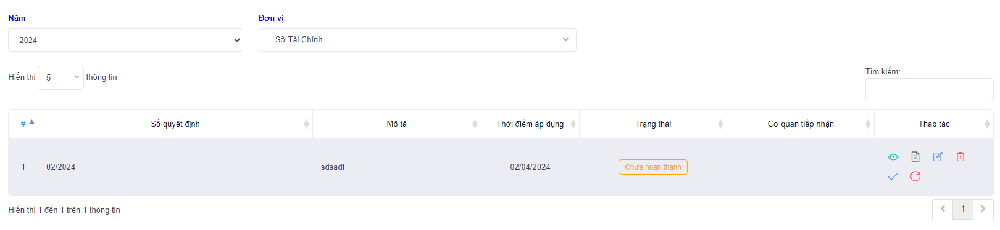 Năm Đơn vị
2024 Sở Tài Chính
Hiển thị 5 thông tin
Tìm kiếm:
# Số quyết định Mô tả Thời điểm áp dụng Trạng thái Cơ quan tiếp nhận Thao tác
1 02/2024 sdsadf 02/04/2024 Chưa hoàn thành
Hiển thị 1 đến 1 trên 1 thông tin
1